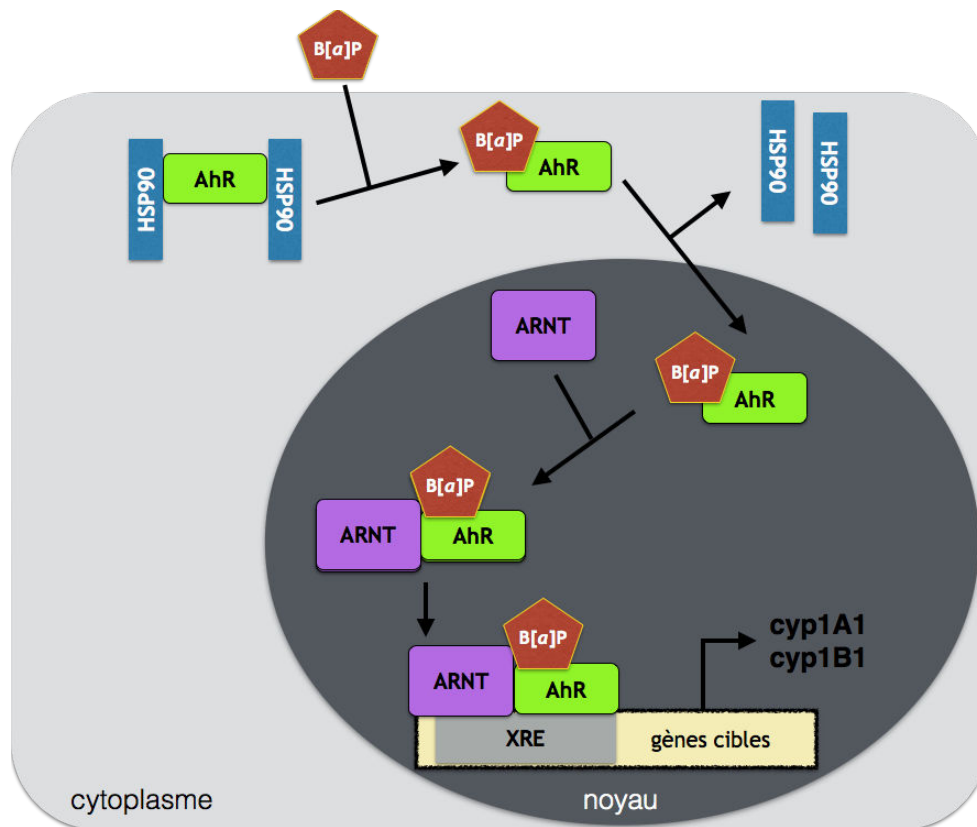 B[a]P
HSP90
AhR
HSP90
B[a]P
AhR
HSP90
HSP90
ARNT
B[a]P
AhR
B[a]P
ARNT
AhR
B[a]P
ARNT
AhR
cyp1A1
cyp1B1
XRE
gènes cibles
cytoplasme
noyau